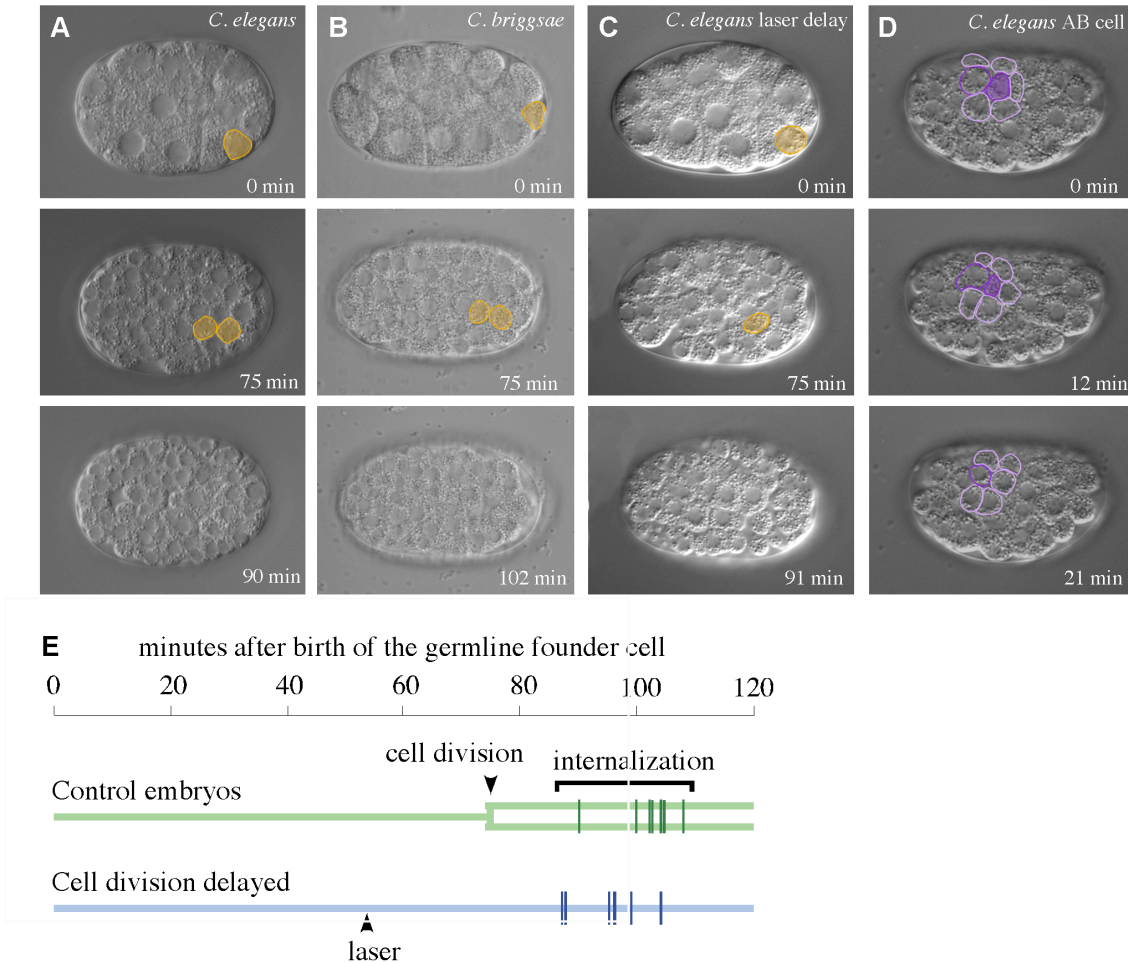 A
C. elegans
0 min
75 min
90 min
B
C. briggsae
0 min
75 min
102 min
C
C. elegans laser delay
0 min
75 min
91 min
D
C. elegans AB cell
0 min
12 min
21 min
E
minutes after birth of the germline founder cell
0 20 40 60 80 100 120
cell division
internalization
Control embryos
Cell division delayed
laser